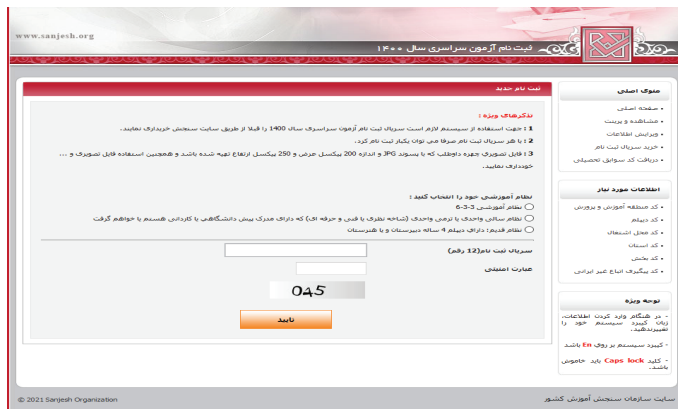 www.sanjesh.org
ثبت نام آزمون سراسری سال ۱۴۰۰
منوی اصلی
• صفحه اصلی
• مشاهده و پرینت
• ویرایش اطلاعات
• خرید سریال ثبت نام
• دریافت کد سوابق تحصیلی
اطلاعات مورد نیاز
• کد منطقه آموزش و پرورش
• کد دیپلم
• کد محل اشتغال
• کد استان
• کد بخش
• کد پیگیری اتباع غیر ایرانی
توجه ویژه
- در هنگام وارد کردن اطلاعات،
زبان کیبرد سیستم خود را
تغییرندهید.
- کیبرد سیستم بر روی En باشد
- کلید Caps lock باید خاموش
باشد.
ثبت نام جدید
تذکرهای ویژه :
1 : جهت استفاده از سیستم لازم است سریال ثبت نام آزمون سراسری سال 1400 را قبلا از طریق سایت سنجش خریداری نمایند.
2 : با هر سریال ثبت نام صرفا می توان یکبار ثبت نام کرد.
3 : فایل تصویری چهره داوطلب که با پسوند JPG و اندازه 200 پیکسل عرض و 250 پیکسل ارتفاع تهیه شده باشد و همچنین استفاده فایل تصویری و ...
خودداری نمایید.
نظام آموزشی خود را انتخاب کنید :
نظام آموزشی 3-3-6
نظام سالی واحدی یا ترمی واحدی (شاخه نظری یا فنی و حرفه ای) که دارای مدرک پیش دانشگاهی یا کاردانی هستم یا خواهم گرفت
نظام قدیم: دارای دیپلم 4 ساله دبیرستان و یا هنرستان
سریال ثبت نام(12 رقم)
عبارت امنیتی
045
تایید
© 2021 Sanjesh Organization
سایت سازمان سنجش آموزش کشور